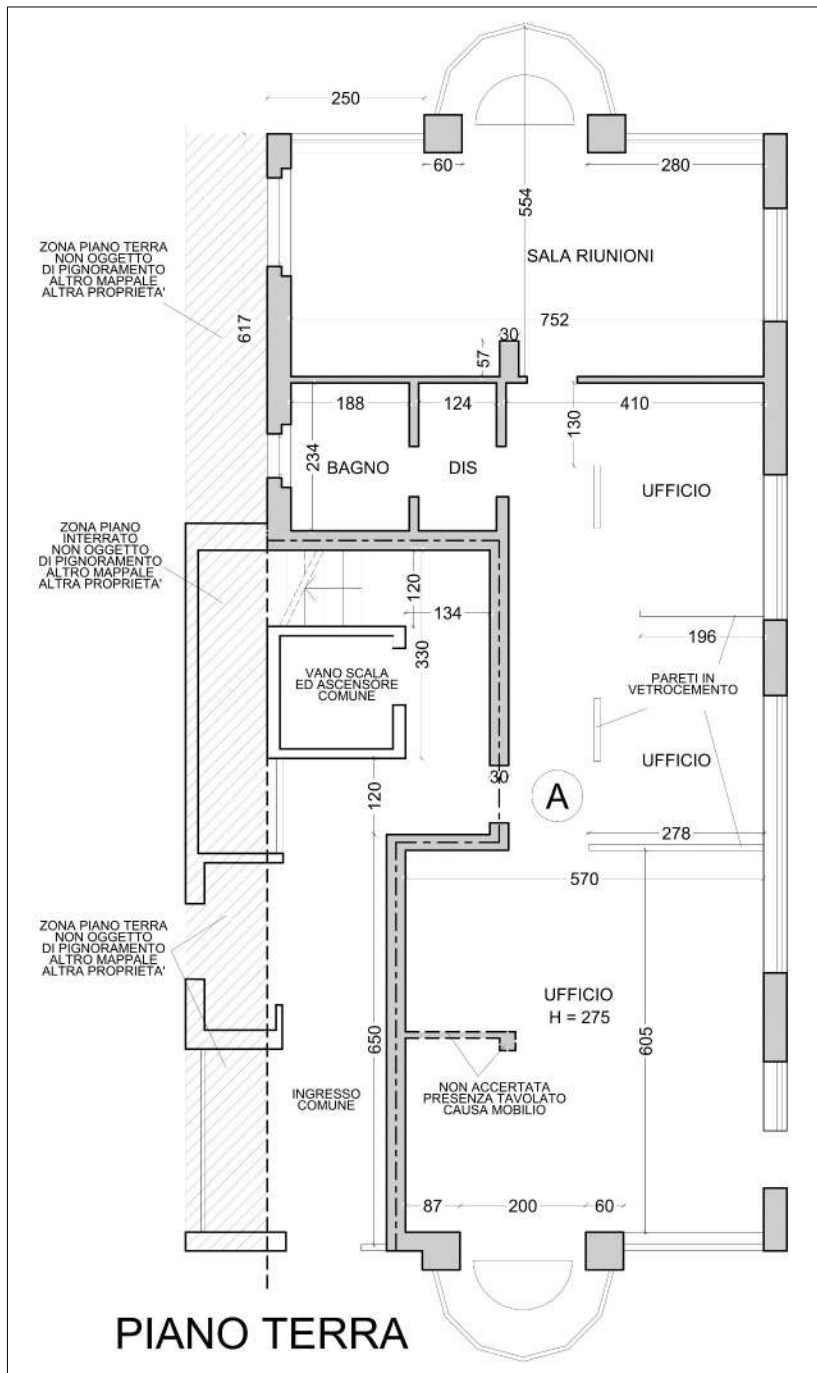 250
60
280
554
ZONA PIANO TERRA
NON OGGETTO
DI PIGNORAMENTO
ALTRO MAPPALE
ALTRA PROPRIETA'
SALA RIUNIONI
617
752
30
57
188
124
410
130
234
BAGNO
DIS
UFFICIO
ZONA PIANO
INTERRATO
NON OGGETTO
DI PIGNORAMENTO
ALTRO MAPPALE
ALTRA PROPRIETA'
120
134
330
196
VANO SCALA
ED ASCENSORE
COMUNE
PARETI IN
VETROCEMENTO
UFFICIO
30
A
120
278
570
ZONA PIANO TERRA
NON OGGETTO
DI PIGNORAMENTO
ALTRO MAPPALE
ALTRA PROPRIETA'
UFFICIO
H = 275
650
605
NON ACCERTATA
PRESENZA TAVOLATO
CAUSA MOBILIO
INGRESSO
COMUNE
87
200
60
PIANO TERRA